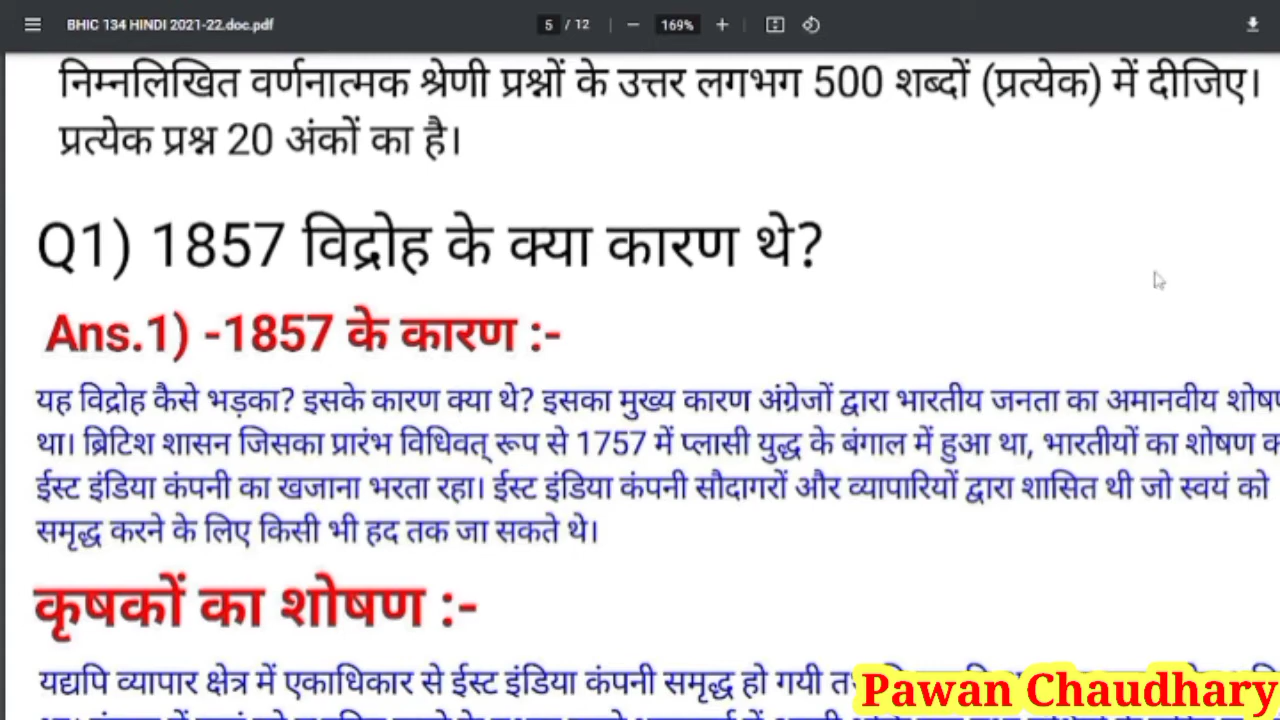 BHIC 134 HINDI 2021-22.doc.pdf 5 / 12 169%
निम्नलिखित वर्णनात्मक श्रेणी प्रश्नों के उत्तर लगभग 500 शब्दों (प्रत्येक) में दीजिए।
प्रत्येक प्रश्न 20 अंकों का है।
Q1) 1857 विद्रोह के क्या कारण थे?
Ans.1) -1857 के कारण :-
यह विद्रोह कैसे भड़का? इसके कारण क्या थे? इसका मुख्य कारण अंग्रेजों द्वारा भारतीय जनता का अमानवीय
था। ब्रिटिश शासन जिसका प्रारंभ विधिवत् रूप से 1757 में प्लासी युद्ध के बंगाल में हुआ था, भारतीयों का शोषण
ईस्ट इंडिया कंपनी का खजाना भरता रहा। ईस्ट इंडिया कंपनी सौदागरों और व्यापारियों द्वारा शासित थी जो स्वयं को
समृद्ध करने के लिए किसी भी हद तक जा सकते थे।
कृषकों का शोषण :-
यद्यपि व्यापार क्षेत्र में एकाधिकार से ईस्ट इंडिया कंपनी समृद्ध हो गयी
Pawan Chaudhary